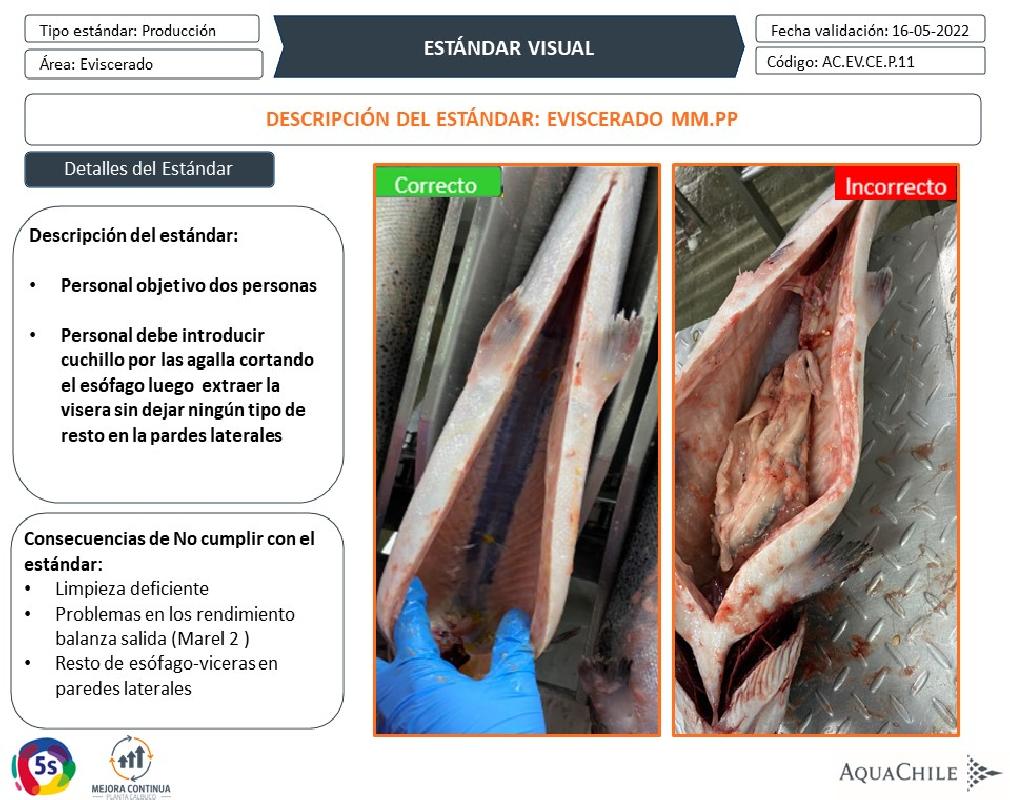 Tipo estándar: Producción
Área: Eviscerado
ESTÁNDAR VISUAL
Fecha validación: 16-05-2022
Código: AC.EV.CE.P.11
DESCRIPCIÓN DEL ESTÁNDAR: EVISCERADO MM.PP
Detalles del Estándar
Descripción del estándar:
• Personal objetivo dos personas
• Personal debe introducir
cuchillo por las agalla cortando
el esófago luego extraer la
visera sin dejar ningún tipo de
resto en la pardes laterales
Consecuencias de No cumplir con el
estándar:
• Limpieza deficiente
• Problemas en los rendimiento
balanza salida (Marel 2 )
• Resto de esófago-viceras en
paredes laterales
Correcto
Incorrecto
5s
MEJORA CONTINUA
PLANTA CALBUCO
AQUACHILE